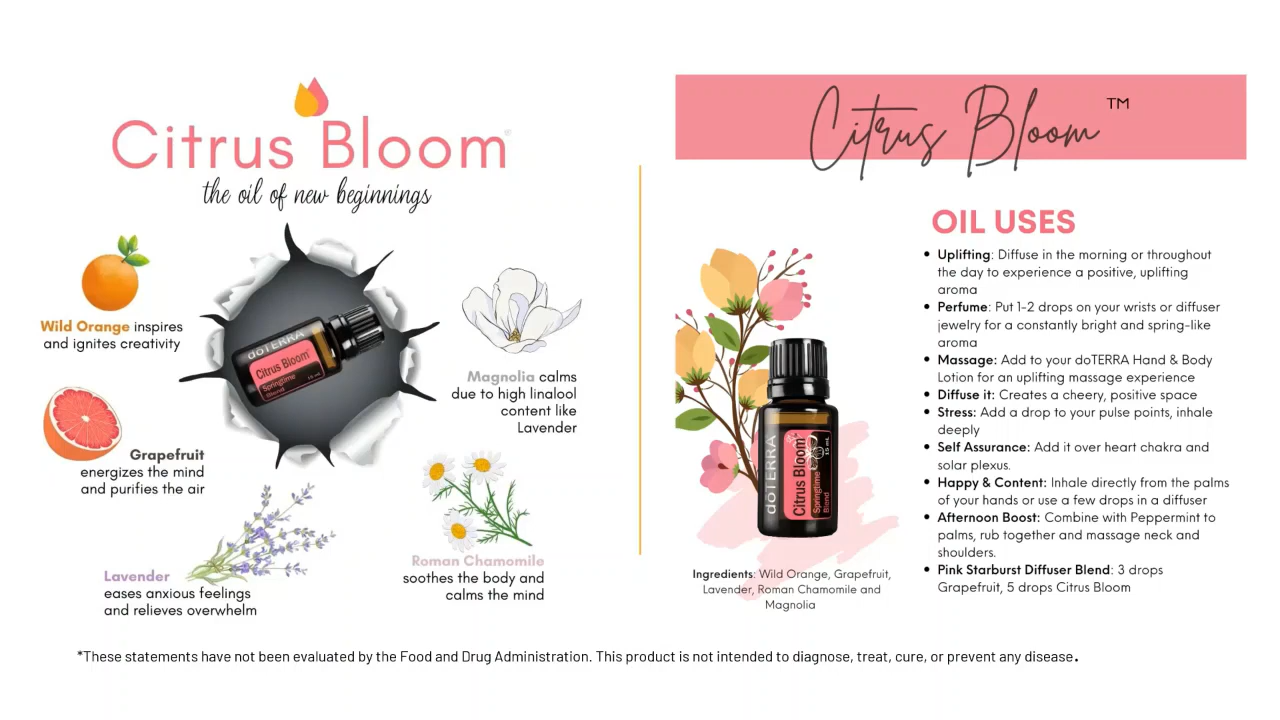 Citrus Bloom®
the oil of new beginnings
Wild Orange inspires
and ignites creativity
Grapefruit
energizes the mind
and purifies the air
Lavender
eases anxious feelings
and relieves overwhelm
dōTERRA
Citrus Bloom®
Springtime
Blend
15 mL
Magnolia calms
due to high linalool
content like
Lavender
Roman Chamomile
soothes the body and
calms the mind
Citrus Bloom™
dōTERRA
Citrus Bloom®
Springtime
Blend
15 mL
Ingredients: Wild Orange, Grapefruit,
Lavender, Roman Chamomile and
Magnolia
OIL USES
• Uplifting: Diffuse in the morning or throughout
the day to experience a positive, uplifting
aroma
• Perfume: Put 1-2 drops on your wrists or diffuser
jewelry for a constantly bright and spring-like
aroma
• Massage: Add to your doTERRA Hand & Body
Lotion for an uplifting massage experience
• Diffuse it: Creates a cheery, positive space
• Stress: Add a drop to your pulse points, inhale
deeply
• Self Assurance: Add it over heart chakra and
solar plexus.
• Happy & Content: Inhale directly from the palms
of your hands or use a few drops in a diffuser
• Afternoon Boost: Combine with Peppermint to
palms, rub together and massage neck and
shoulders.
• Pink Starburst Diffuser Blend: 3 drops
Grapefruit, 5 drops Citrus Bloom
*These statements have not been evaluated by the Food and Drug Administration. This product is not intended to diagnose, treat, cure, or prevent any disease.